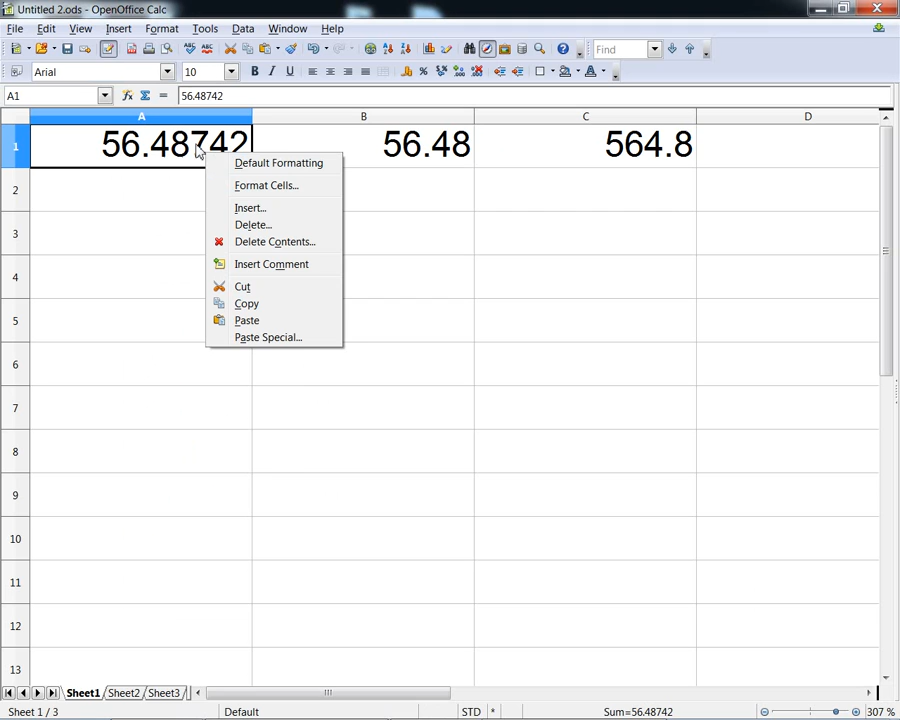 Untitled 2.ods - OpenOffice Calc
File Edit View Insert Format Tools Data Window Help
ABC ABC Find
Arial 10 B I U %
A1 56.48742
A B C D
1 56.48742 56.48 564.8
Default Formatting
Format Cells...
Insert...
Delete...
Delete Contents...
Insert Comment
Cut
Copy
Paste
Paste Special...
2
3
4
5
6
7
8
9
10
11
12
13
Sheet1 Sheet2 Sheet3
Sheet 1 / 3 Default STD * Sum=56.48742 307 %